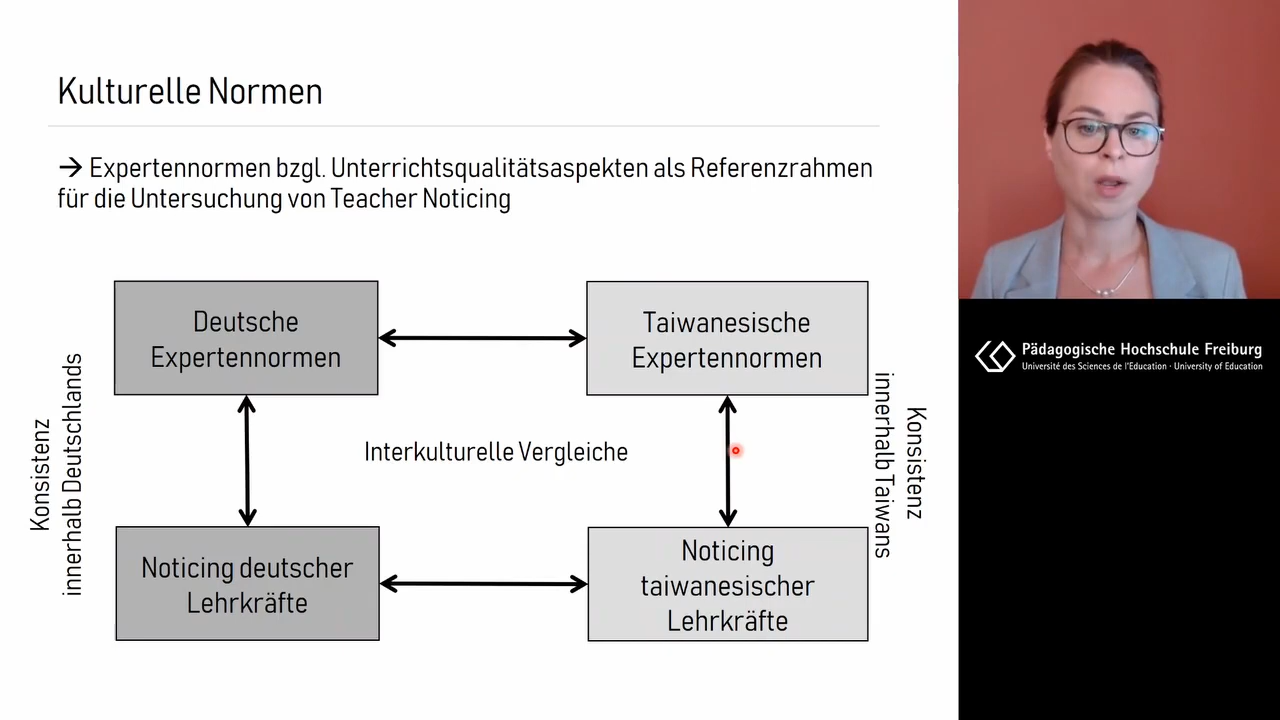 Kulturelle Normen
→ Expertennormen bzgl. Unterrichtsqualitätsaspekten als Referenzrahmen
für die Untersuchung von Teacher Noticing
Deutsche
Expertennormen
Taiwanesische
Expertennormen
Konsistenz
innerhalb Deutschlands
Interkulturelle Vergleiche
Konsistenz
innerhalb Taiwans
Noticing deutscher
Lehrkräfte
Noticing
taiwanesischer
Lehrkräfte
Pädagogische Hochschule Freiburg
Université des Sciences de l'Education · University of Education